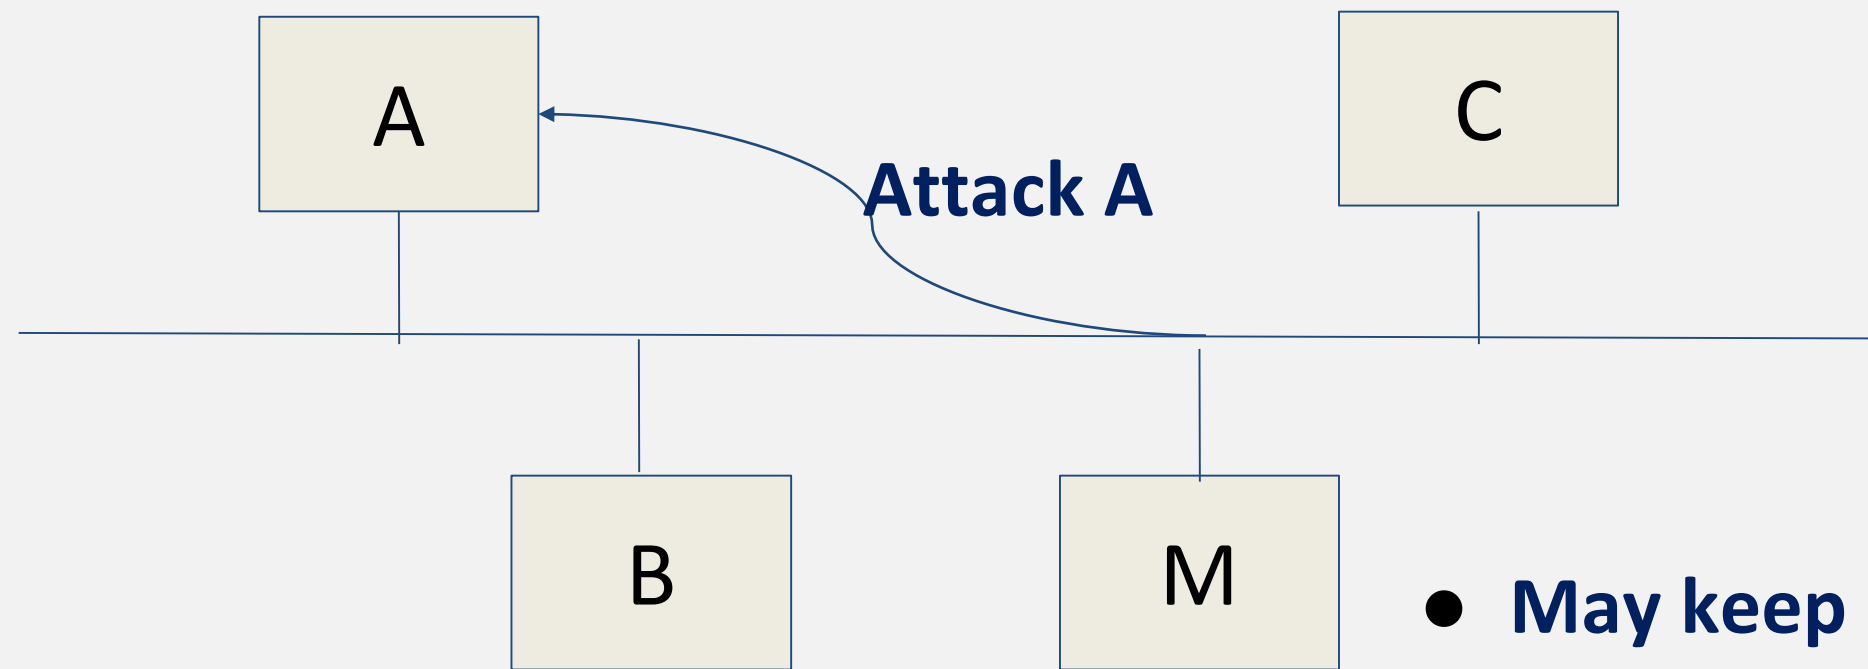 A
C
Attack A
B
M
● May keep